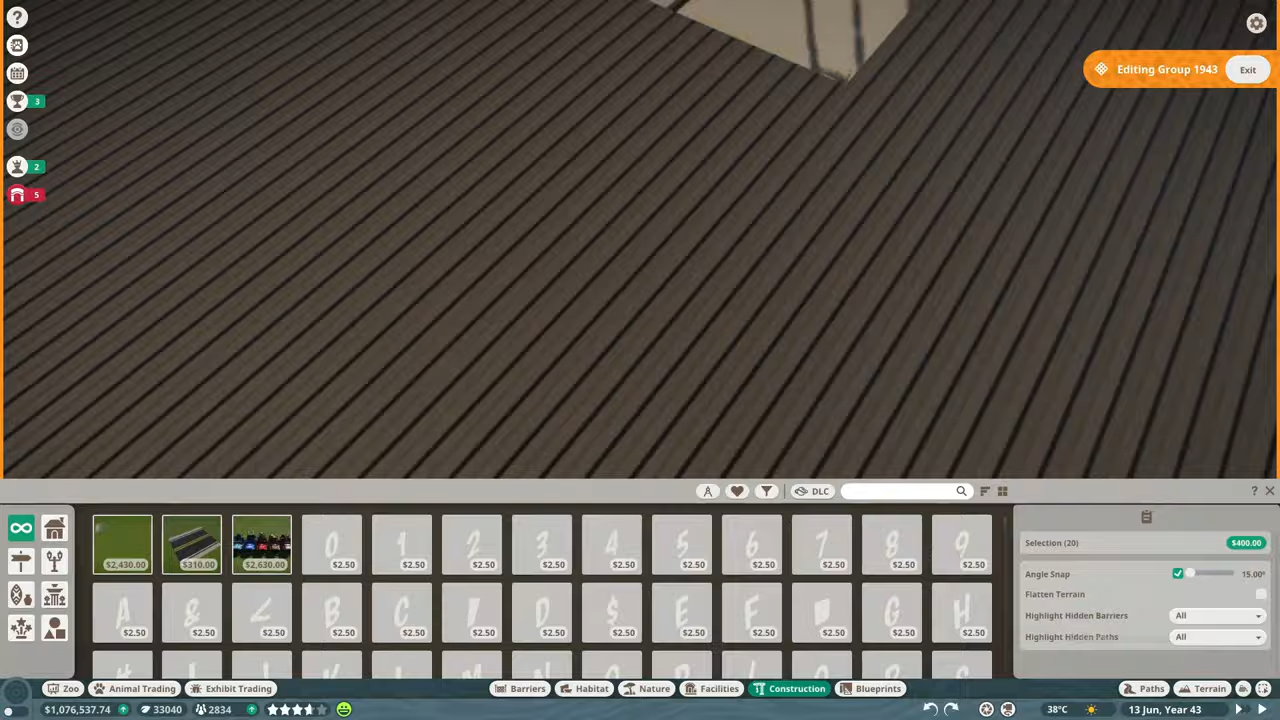 ?
3
2
5
Editing Group 1943
Exit
DLC
?
$2,430.00
$310.00
$2,630.00
0 $2.50
1 $2.50
2 $2.50
3 $2.50
4 $2.50
5 $2.50
6 $2.50
7 $2.50
8 $2.50
9 $2.50
A $2.50
& $2.50
< $2.50
B $2.50
C $2.50
$2.50
D $2.50
$ $2.50
E $2.50
F $2.50
$2.50
G $2.50
H $2.50
Selection (20)
$400.00
Angle Snap
15.00°
Flatten Terrain
Highlight Hidden Barriers
All
Highlight Hidden Paths
All
Zoo
Animal Trading
Exhibit Trading
Barriers
Habitat
Nature
Facilities
Construction
Blueprints
Paths
Terrain
$1,076,537.74
33040
2834
38°C
13 Jun, Year 43